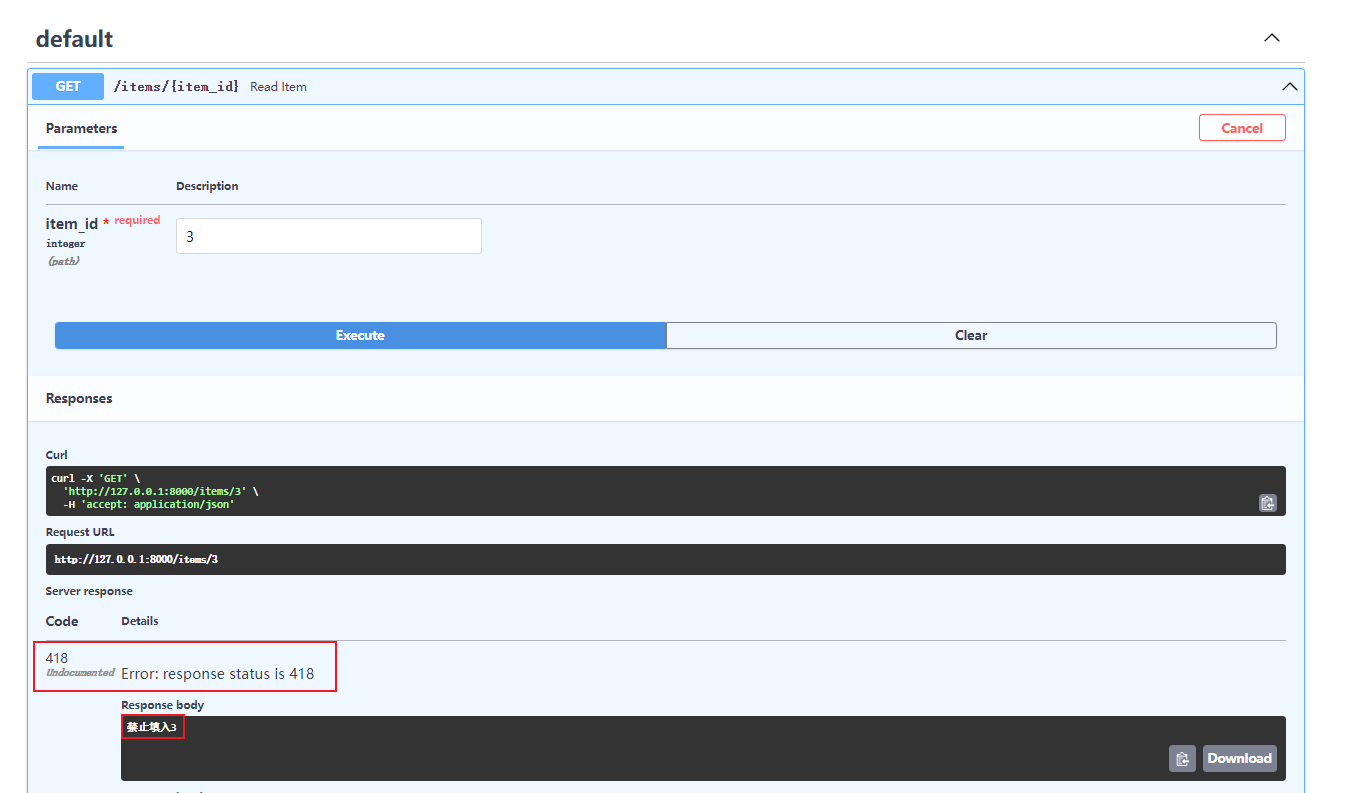 default
GET /items/{item_id} Read Item
Parameters
Cancel
Name Description
item_id * required
integer
(path)
3
Execute Clear
Responses
Curl
curl -X 'GET' \
'http://127.0.0.1:8000/items/3' \
-H 'accept: application/json'
Request URL
http://127.0.0.1:8000/items/3
Server response
Code Details
418
Undocumented Error: response status is 418
Response body
禁止填入3
Download